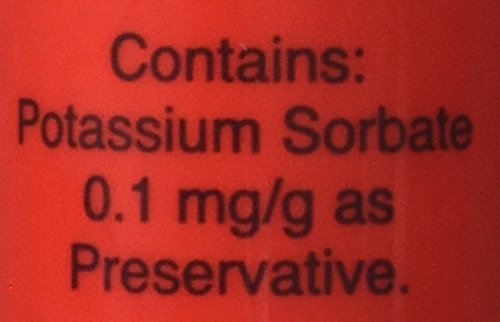 Contains:
Potassium Sorbate
0.1 mg/g as
Preservative.